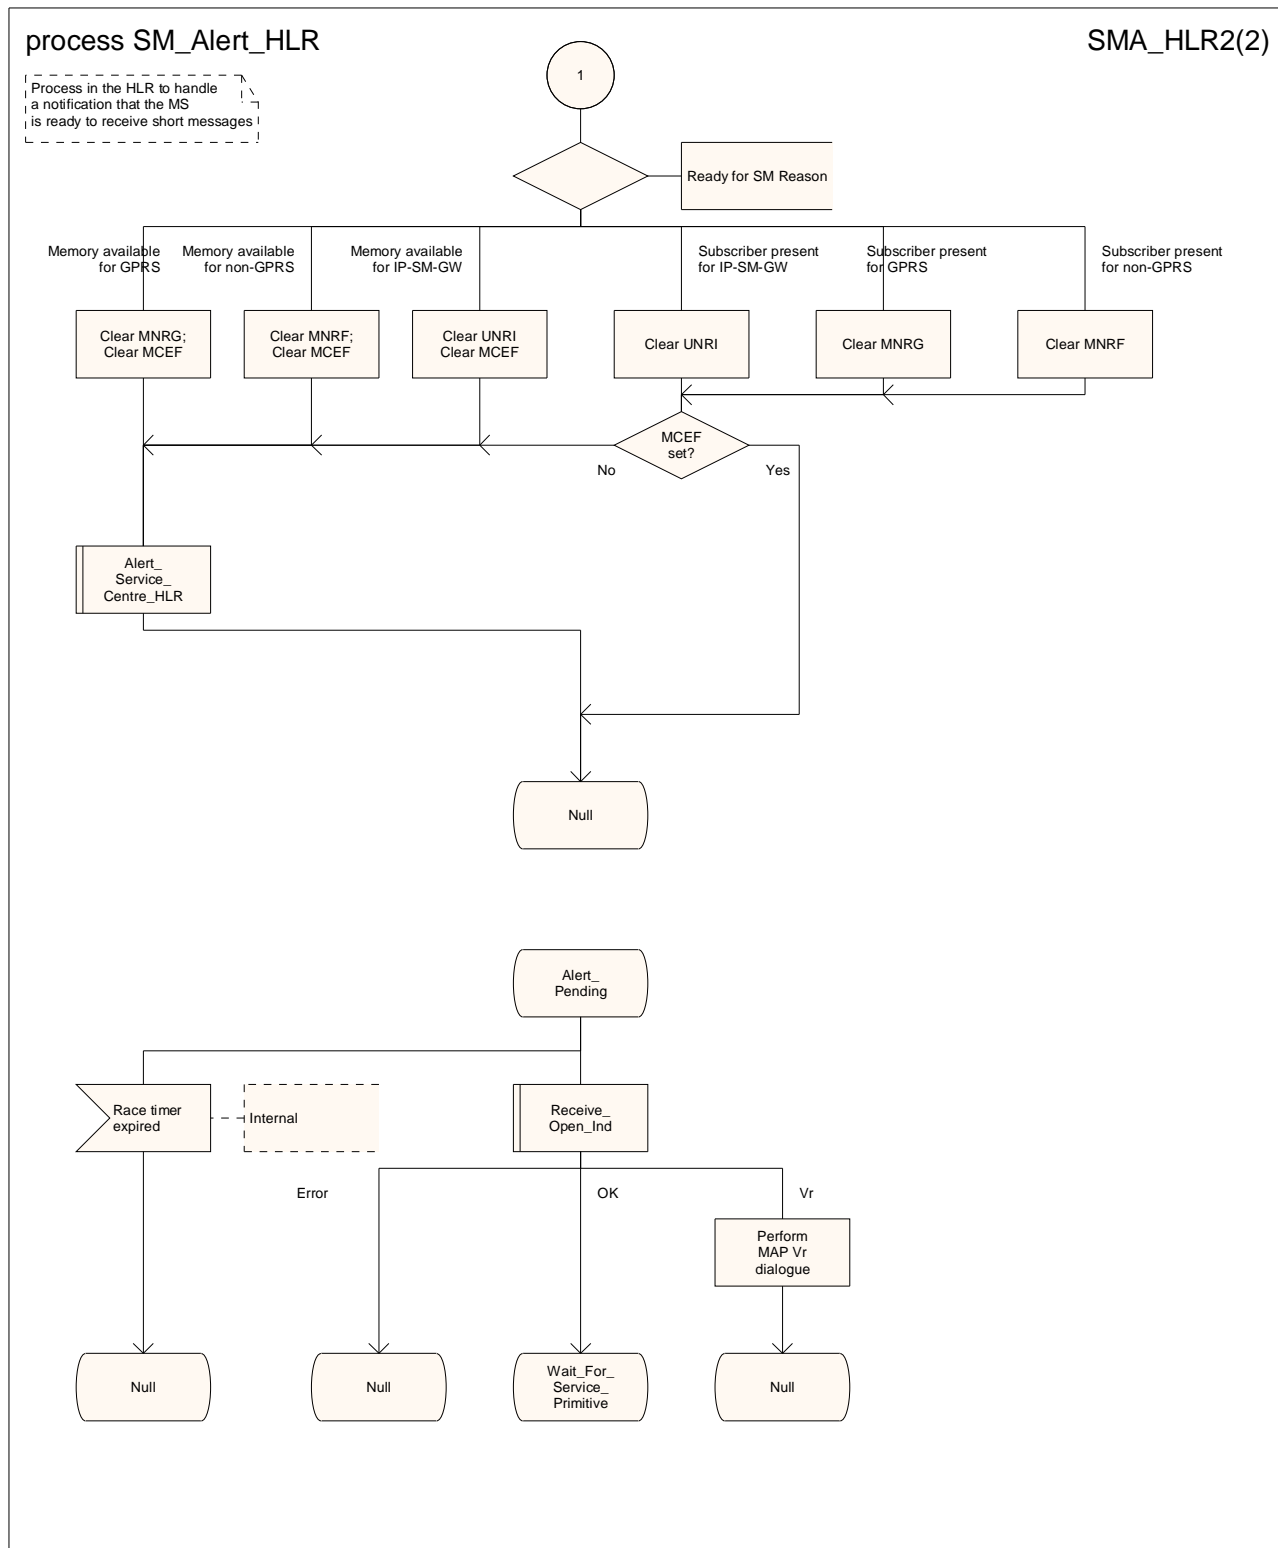 process SM_Alert_HLR
SMA_HLR2(2)
Process in the HLR to handle
a notification that the MS
is ready to receive short messages
1
Ready for SM Reason
Memory available
for GPRS
Memory available
for non-GPRS
Memory available
for IP-SM-GW
Subscriber present
for IP-SM-GW
Subscriber present
for GPRS
Subscriber present
for non-GPRS
Clear MNRG;
Clear MCEF
Clear MNRF;
Clear MCEF
Clear UNRI
Clear MCEF
Clear UNRI
Clear MNRG
Clear MNRF
MCEF
set?
No
Yes
Alert_
Service_
Centre_HLR
Null
Alert_
Pending
Race timer
expired
Internal
Receive_
Open_Ind
Error
OK
Vr
Perform
MAP Vr
dialogue
Null
Null
Wait_For_
Service_
Primitive
Null